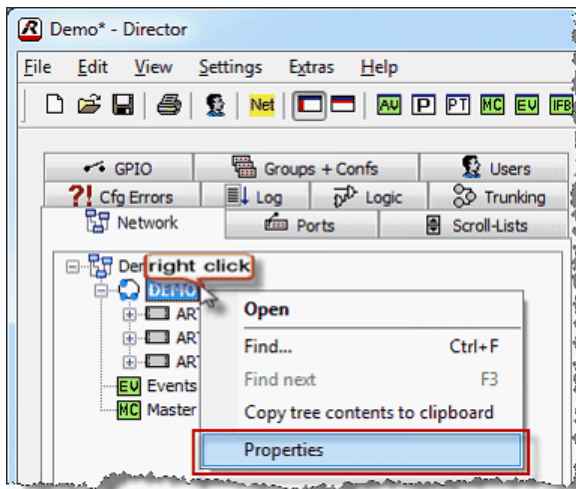 Demo* - Director
File Edit View Settings Extras Help
Net AV P PT MC EV IFB
GPIO Groups + Confs Users
?! Cfg Errors Log Logic Trunking
Network Ports Scroll-Lists
right click
DEMO
Open
Find... Ctrl+F
Find next F3
Copy tree contents to clipboard
Properties
EV Events
MC Master